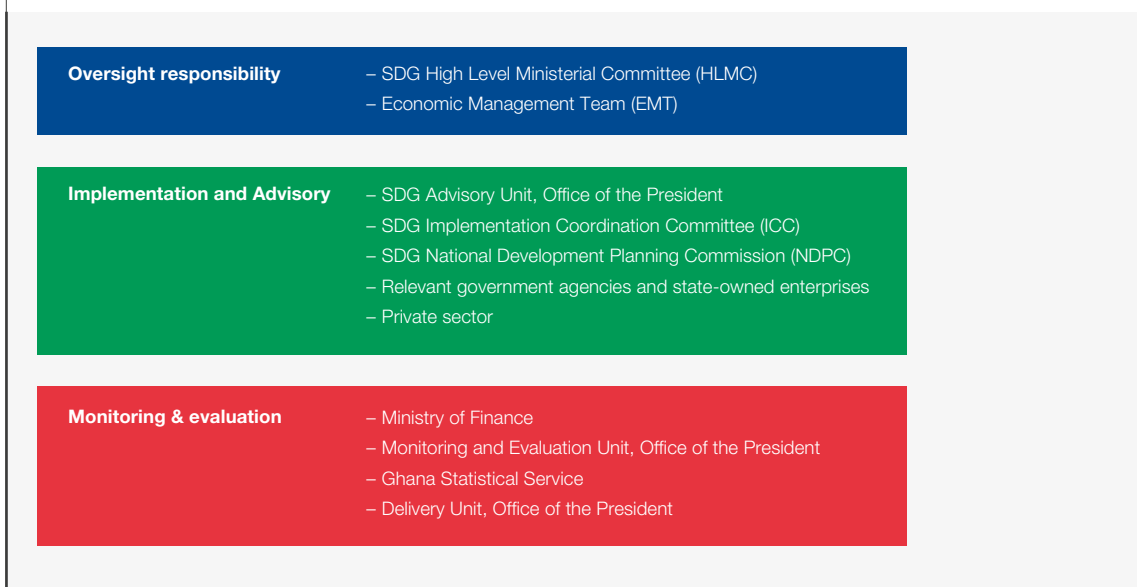 Oversight responsibility – SDG High Level Ministerial Committee (HLMC)
– Economic Management Team (EMT)
Implementation and Advisory – SDG Advisory Unit, Office of the President
– SDG Implementation Coordination Committee (ICC)
– SDG National Development Planning Commission (NDPC)
– Relevant government agencies and state-owned enterprises
– Private sector
Monitoring & evaluation – Ministry of Finance
– Monitoring and Evaluation Unit, Office of the President
– Ghana Statistical Service
– Delivery Unit, Office of the President